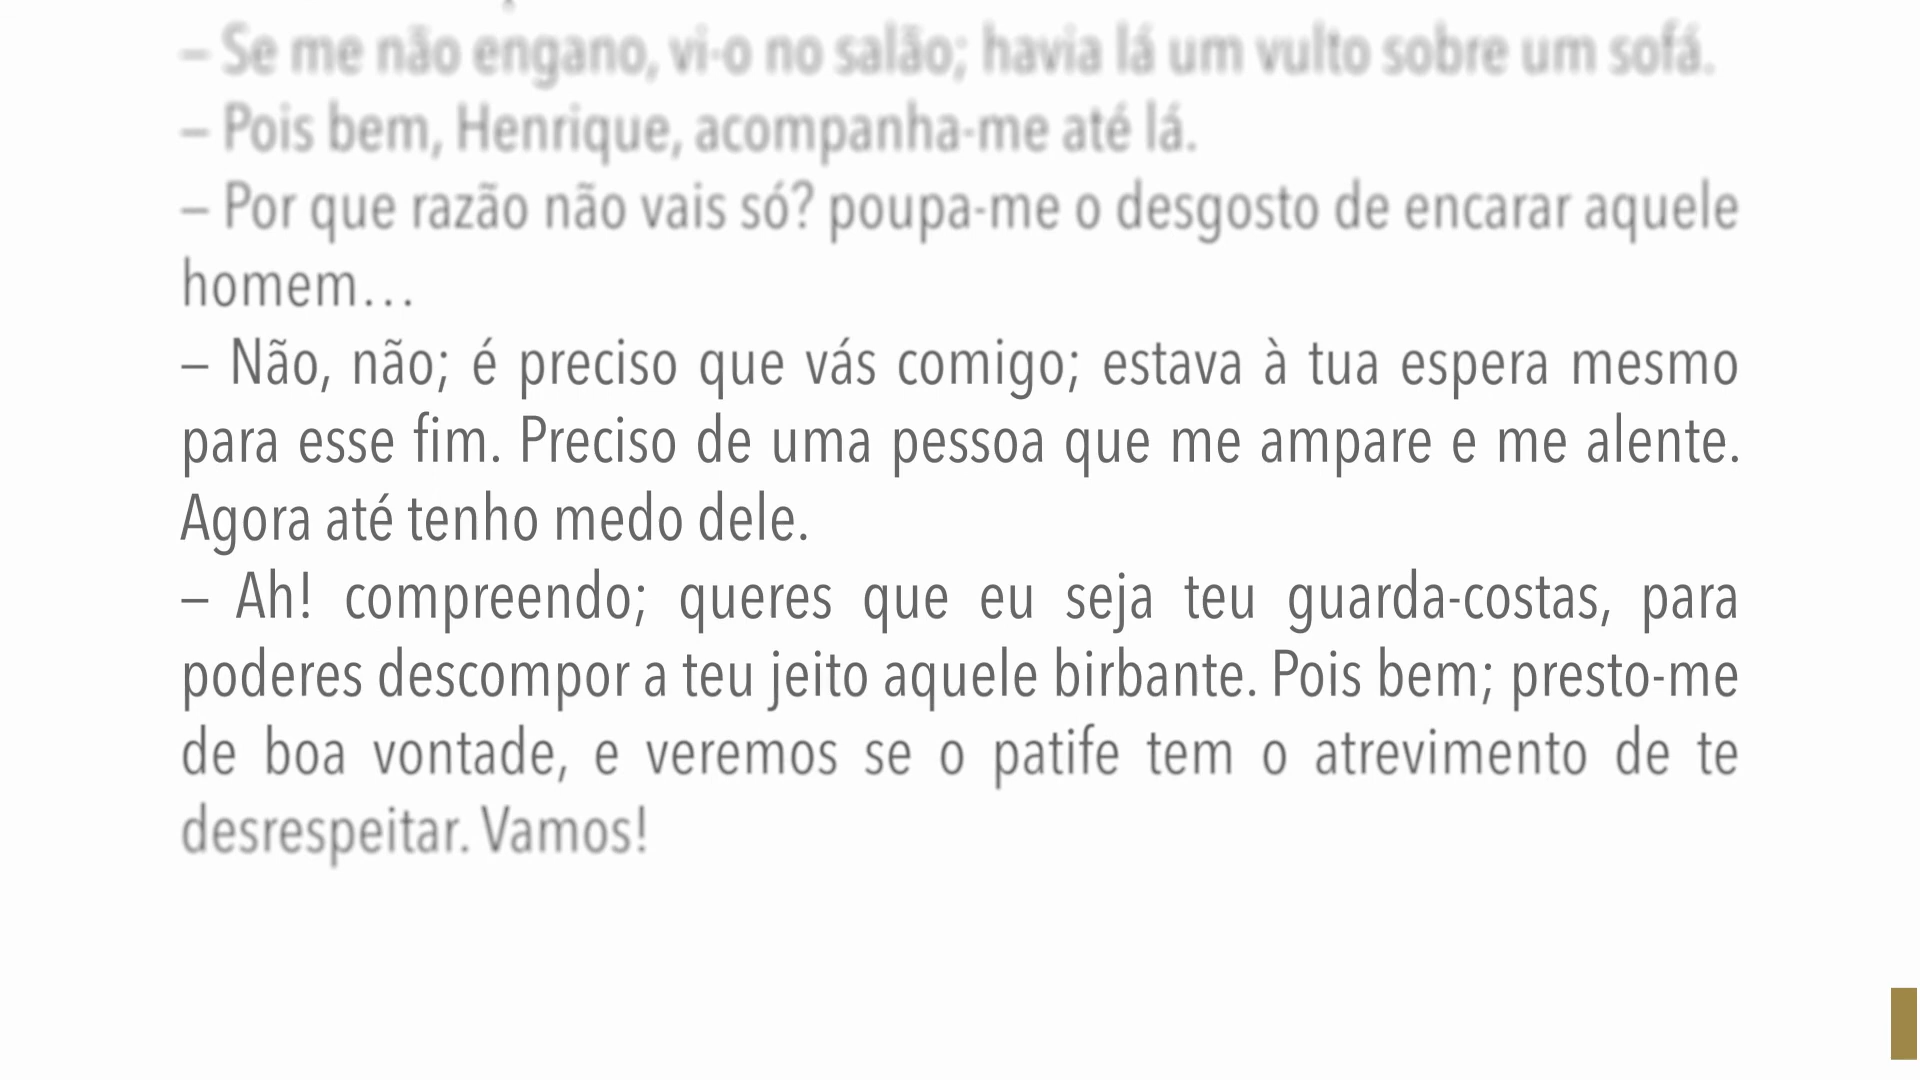 – Se me não engano, vi-o no salão; havia lá um vulto sobre um sofá.
– Pois bem, Henrique, acompanha-me até lá.
– Por que razão não vais só? poupa-me o desgosto de encarar aquele
homem…
– Não, não; é preciso que vás comigo; estava à tua espera mesmo
para esse fim. Preciso de uma pessoa que me ampare e me alente.
Agora até tenho medo dele.
– Ah! compreendo; queres que eu seja teu guarda-costas, para
poderes descompor a teu jeito aquele birbante. Pois bem; presto-me
de boa vontade, e veremos se o patife tem o atrevimento de te
desrespeitar. Vamos!